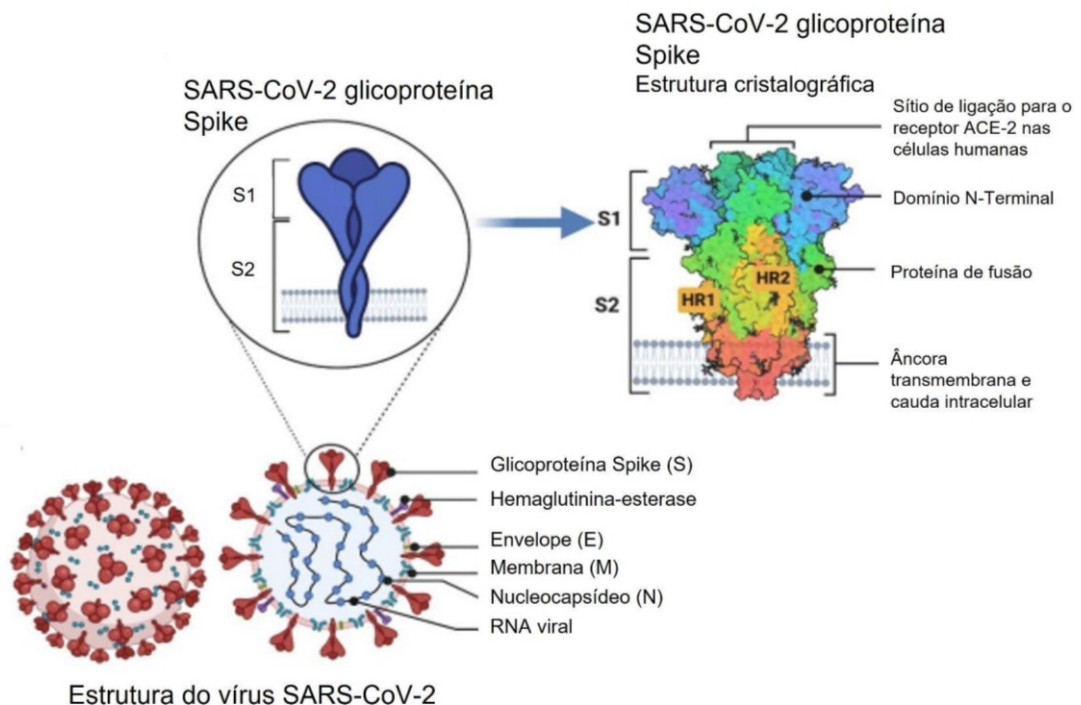 SARS-CoV-2 glicoproteína
Spike
Estrutura cristalográfica
SARS-CoV-2 glicoproteína
Spike
S1
S2
Sítio de ligação para o
receptor ACE-2 nas
células humanas
S1
Domínio N-Terminal
HR2
Proteína de fusão
HR1
S2
Âncora
transmembrana e
cauda intracelular
Glicoproteína Spike (S)
Hemaglutinina-esterase
Envelope (E)
Membrana (M)
Nucleocapsídeo (N)
RNA viral
Estrutura do vírus SARS-CoV-2